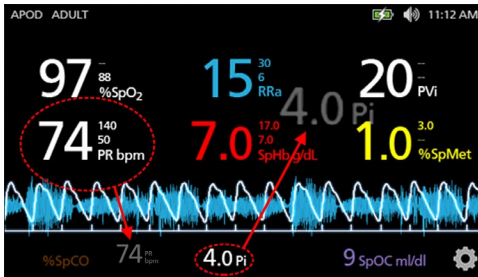 APOD ADULT 11:12 AM
97 -- 88 %SpO2
15 30 6 RRa
20 -- -- PVi
4.0 Pi
74 140 50 PR bpm
7.0 17.0 7.0 SpHb g/dL
1.0 3.0 -- %SpMet
%SpCO 74 PR bpm 4.0 Pi 9 SpOC ml/dl